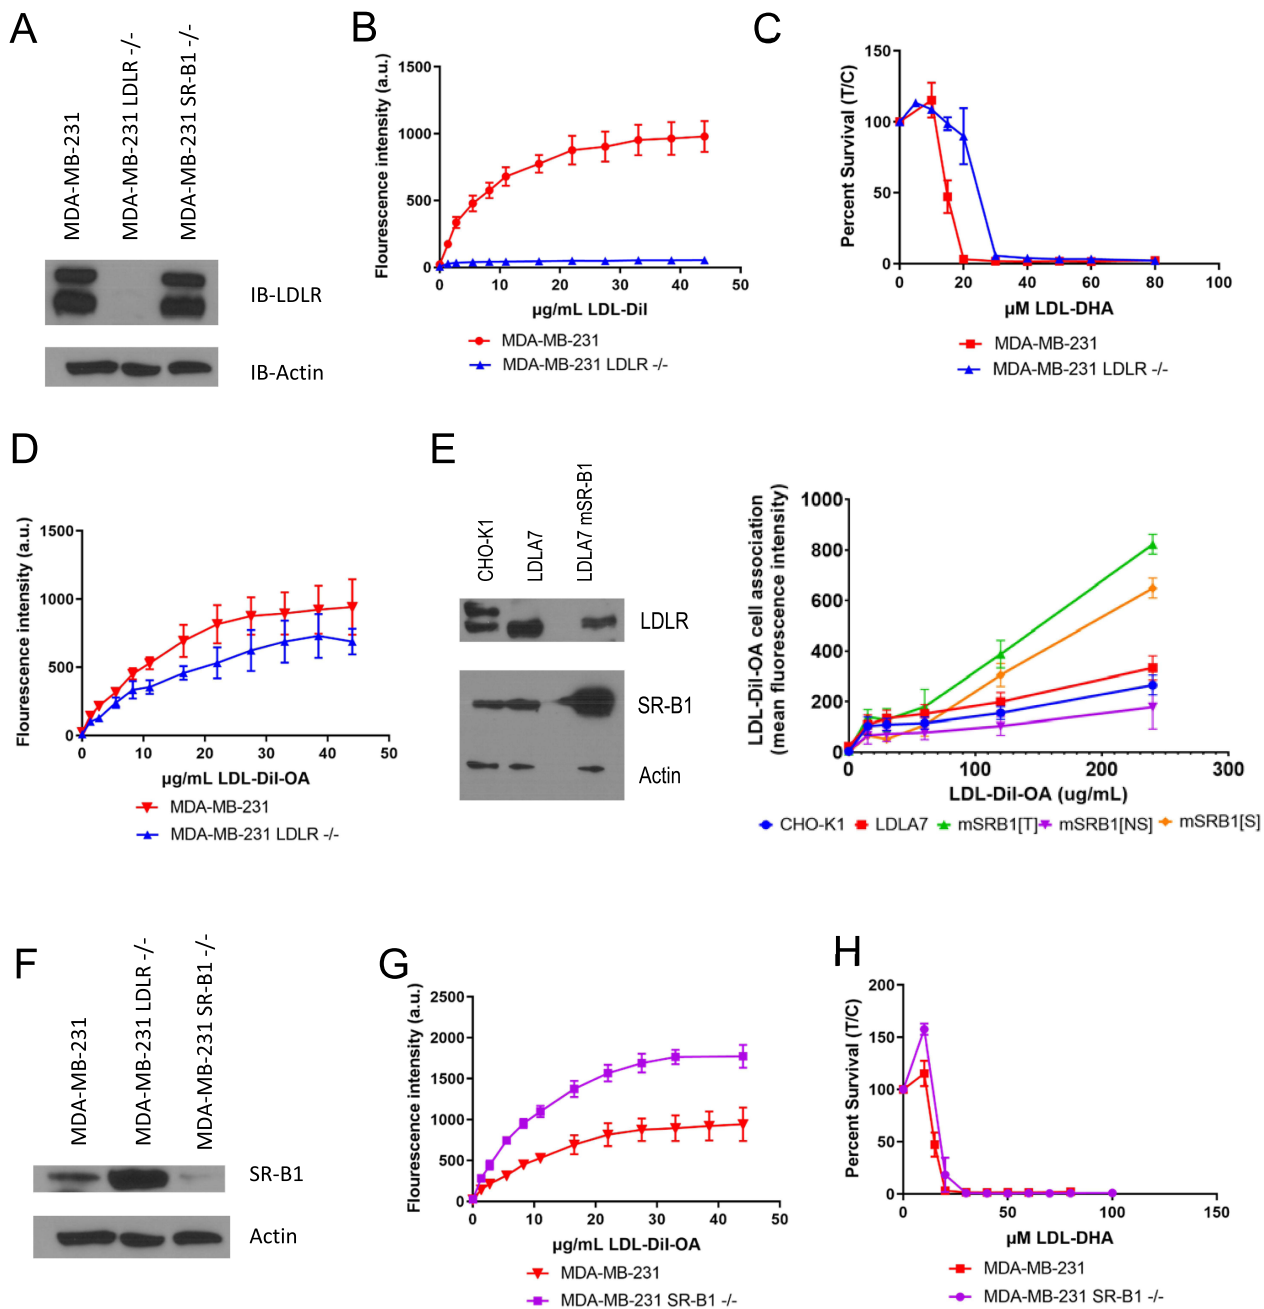 A
MDA-MB-231
MDA-MB-231 LDLR -/-
MDA-MB-231 SR-B1 -/-
IB-LDLR
IB-Actin
B
Flourescence intensity (a.u.)
1500
1000
500
0
0 10 20 30 40 50
µg/mL LDL-DiI
MDA-MB-231
MDA-MB-231 LDLR -/-
C
Percent Survival (T/C)
150
100
50
0
0 20 40 60 80 100
µM LDL-DHA
MDA-MB-231
MDA-MB-231 LDLR -/-
D
Flourescence intensity (a.u.)
1500
1000
500
0
0 10 20 30 40 50
µg/mL LDL-DiI-OA
MDA-MB-231
MDA-MB-231 LDLR -/-
E
CHO-K1
LDLA7
LDLA7 mSR-B1
LDLR
SR-B1
Actin
LDL-DiI-OA cell association
(mean fluorescence intensity)
1000
800
600
400
200
0
0 100 200 300
LDL-DiI-OA (ug/mL)
CHO-K1 LDLA7 mSRB1[T] mSRB1[NS] mSRB1[S]
F
MDA-MB-231
MDA-MB-231 LDLR -/-
MDA-MB-231 SR-B1 -/-
SR-B1
Actin
G
Flourescence intensity (a.u.)
2500
2000
1500
1000
500
0
0 10 20 30 40 50
µg/mL LDL-DiI-OA
MDA-MB-231
MDA-MB-231 SR-B1 -/-
H
Percent Survival (T/C)
200
150
100
50
0
0 50 100 150
µM LDL-DHA
MDA-MB-231
MDA-MB-231 SR-B1 -/-